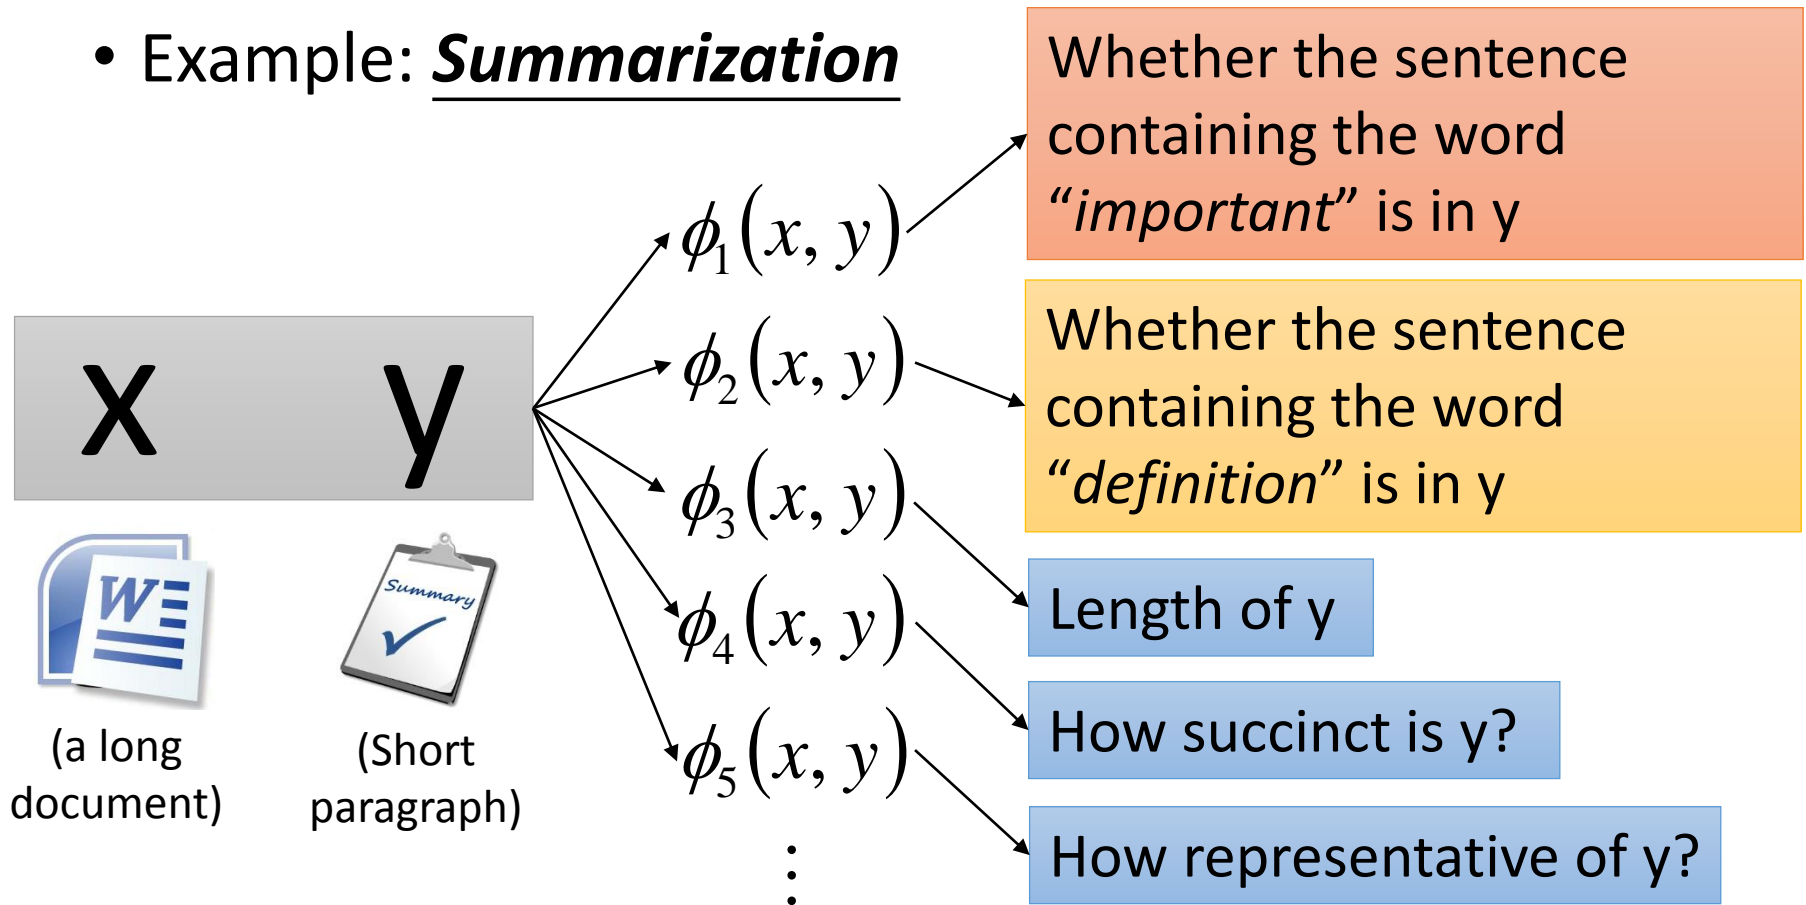 • Example: Summarization
Whether the sentence
containing the word
“important” is in y
ϕ₁(x, y)
Whether the sentence
containing the word
“definition” is in y
ϕ₂(x, y)
x y
ϕ₃(x, y)
Length of y
ϕ₄(x, y)
How succinct is y?
ϕ₅(x, y)
How representative of y?
⋮
W
Summary
(a long
document)
(Short
paragraph)